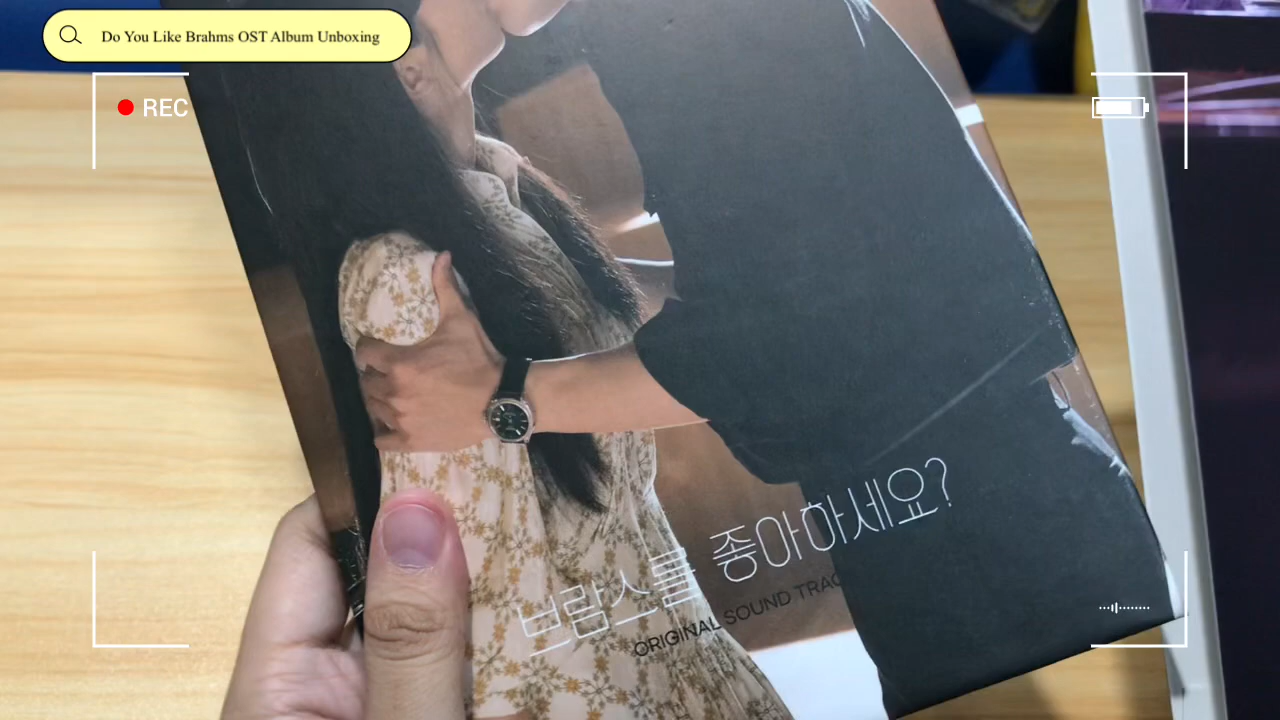 Do You Like Brahms OST Album Unboxing
REC
브람스를 좋아하세요?
ORIGINAL SOUND TRAC